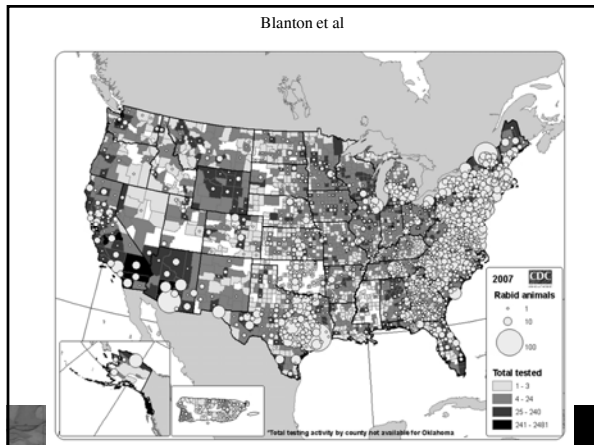 Blanton et al
2007 CDC
Rabid animals
1
10
100
Total tested
1 - 3
4 - 24
25 - 240
241 - 2481
*Total testing activity by county not available for Oklahoma